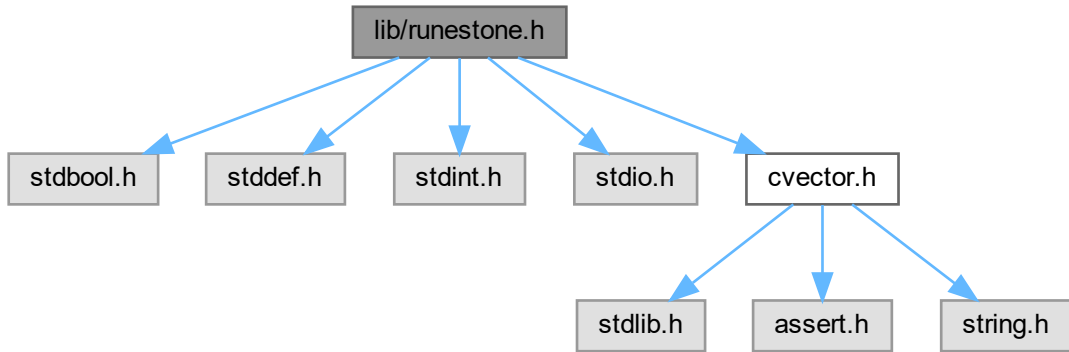 lib/runestone.h
stdbool.h
stddef.h
stdint.h
stdio.h
cvector.h
stdlib.h
assert.h
string.h